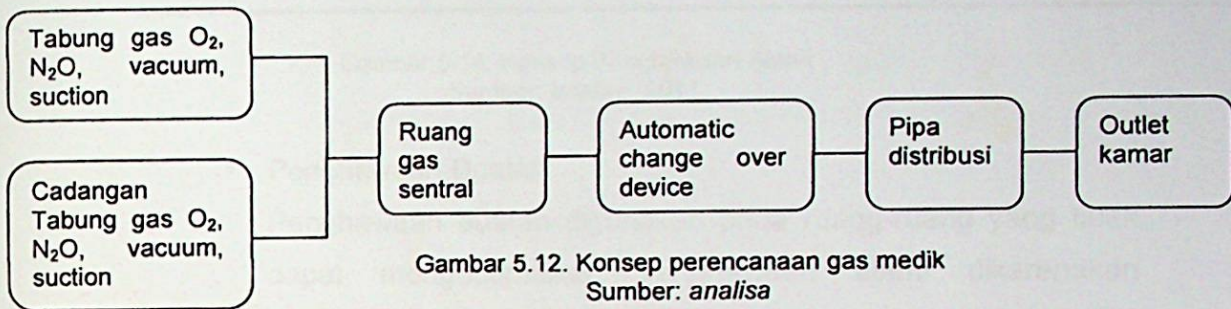 Tabung gas O₂,
N₂O, vacuum,
suction
Cadangan
Tabung gas O₂,
N₂O, vacuum,
suction
Ruang
gas
sentral
Automatic
change over
device
Pipa
distribusi
Outlet
kamar
Gambar 5.12. Konsep perencanaan gas medik
Sumber: analisa